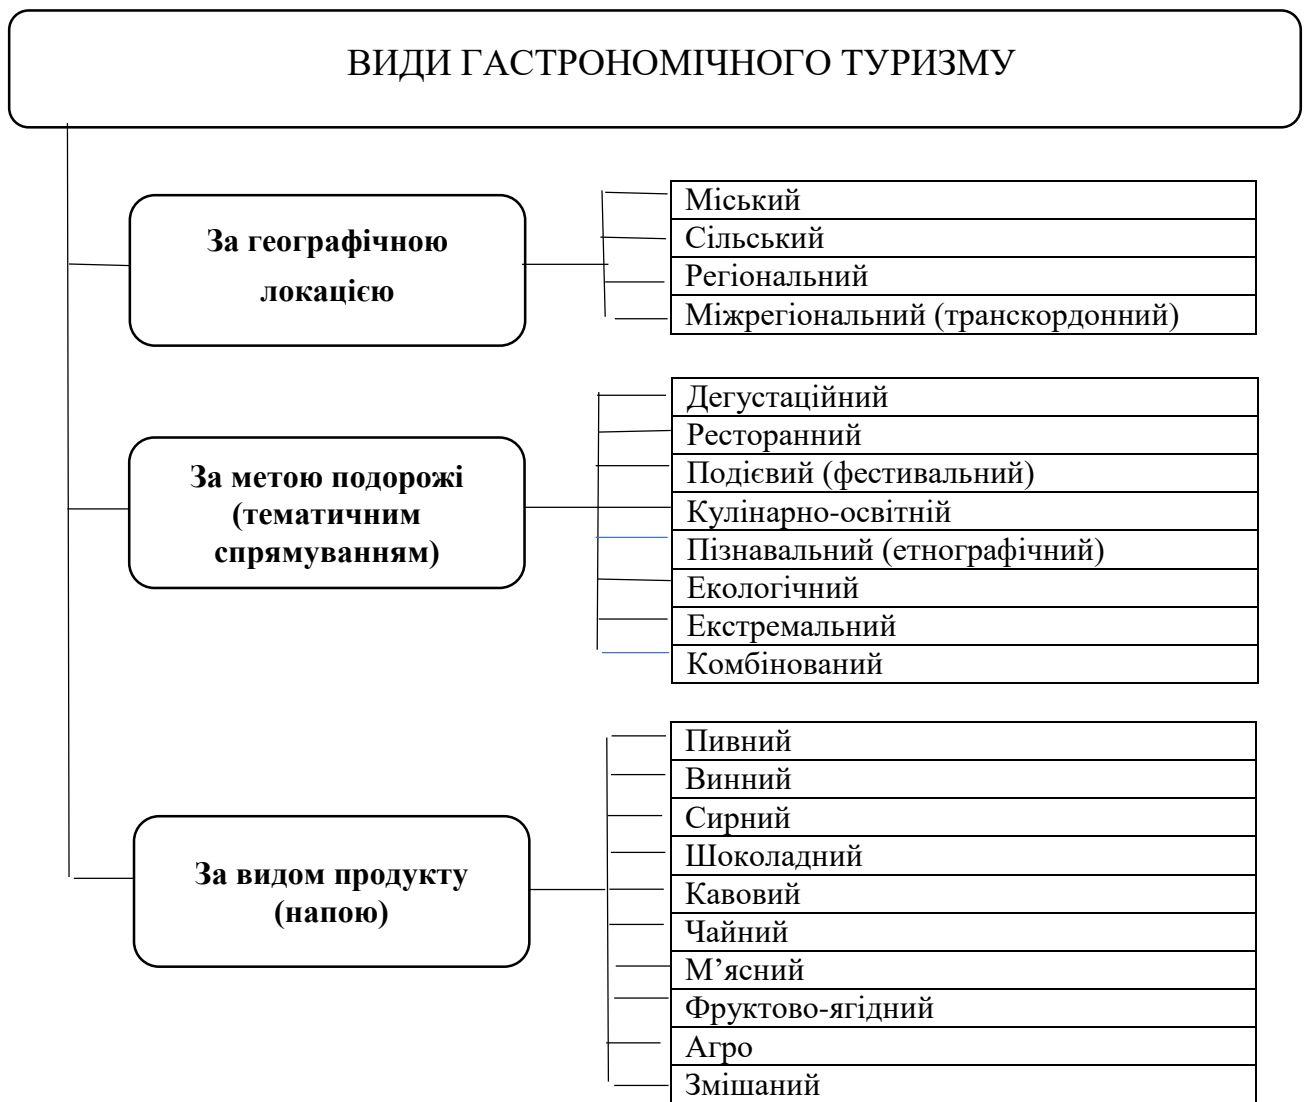 ВИДИ ГАСТРОНОМІЧНОГО ТУРИЗМУ
За географічною
локацією
Міський
Сільський
Регіональний
Міжрегіональний (транскордонний)
За метою подорожі
(тематичним
спрямуванням)
Дегустаційний
Ресторанний
Подієвий (фестивальний)
Кулінарно-освітній
Пізнавальний (етнографічний)
Екологічний
Екстремальний
Комбінований
За видом продукту
(напою)
Пивний
Винний
Сирний
Шоколадний
Кавовий
Чайний
М’ясний
Фруктово-ягідний
Агро
Змішаний